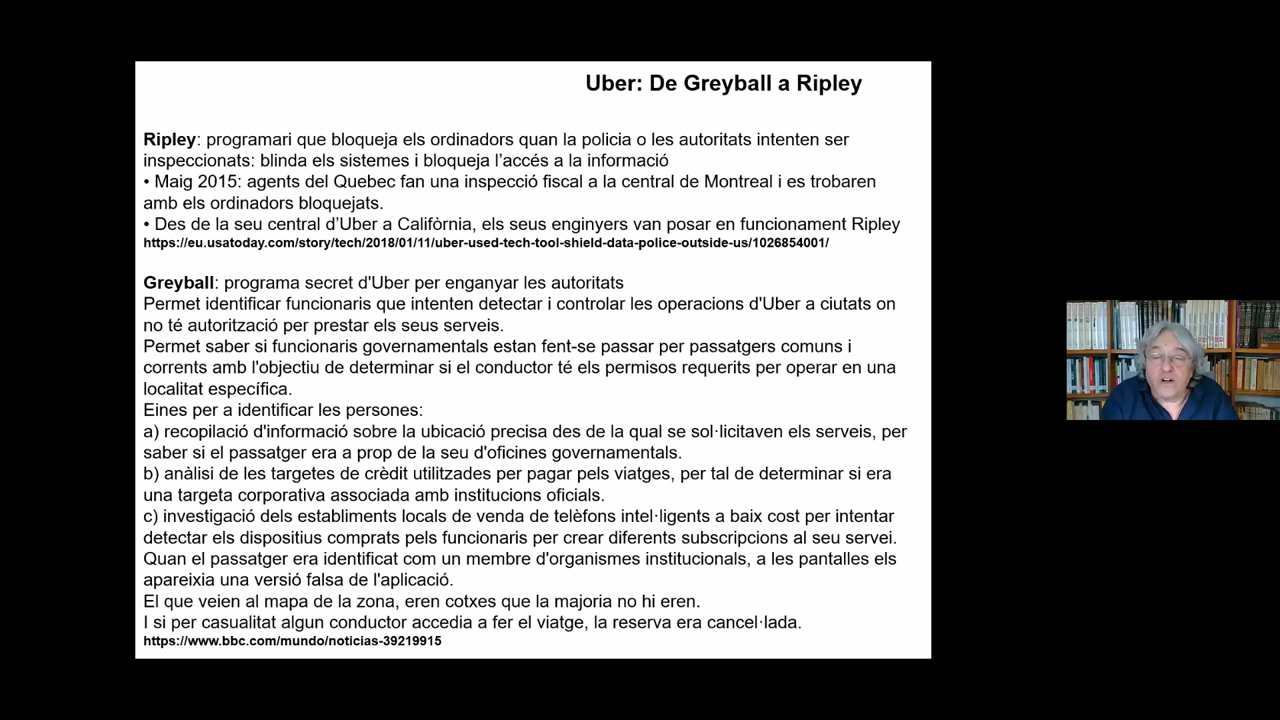 Uber: De Greyball a Ripley
Ripley: programari que bloqueja els ordinadors quan la policia o les autoritats intenten ser
inspeccionats: blinda els sistemes i bloqueja l’accés a la informació
• Maig 2015: agents del Quebec fan una inspecció fiscal a la central de Montreal i es trobaren
amb els ordinadors bloquejats.
• Des de la seu central d’Uber a Califòrnia, els seus enginyers van posar en funcionament Ripley
https://eu.usatoday.com/story/tech/2018/01/11/uber-used-tech-tool-shield-data-police-outside-us/1026854001/
Greyball: programa secret d'Uber per enganyar les autoritats
Permet identificar funcionaris que intenten detectar i controlar les operacions d'Uber a ciutats on
no té autorització per prestar els seus serveis.
Permet saber si funcionaris governamentals estan fent-se passar per passatgers comuns i
corrents amb l'objectiu de determinar si el conductor té els permisos requerits per operar en una
localitat específica.
Eines per a identificar les persones:
a) recopilació d'informació sobre la ubicació precisa des de la qual se sol·licitaven els serveis, per
saber si el passatger era a prop de la seu d'oficines governamentals.
b) anàlisi de les targetes de crèdit utilitzades per pagar pels viatges, per tal de determinar si era
una targeta corporativa associada amb institucions oficials.
c) investigació dels establiments locals de venda de telèfons intel·ligents a baix cost per intentar
detectar els dispositius comprats pels funcionaris per crear diferents subscripcions al seu servei.
Quan el passatger era identificat com un membre d'organismes institucionals, a les pantalles els
apareixia una versió falsa de l'aplicació.
El que veien al mapa de la zona, eren cotxes que la majoria no hi eren.
I si per casualitat algun conductor accedia a fer el viatge, la reserva era cancel·lada.
https://www.bbc.com/mundo/noticias-39219915